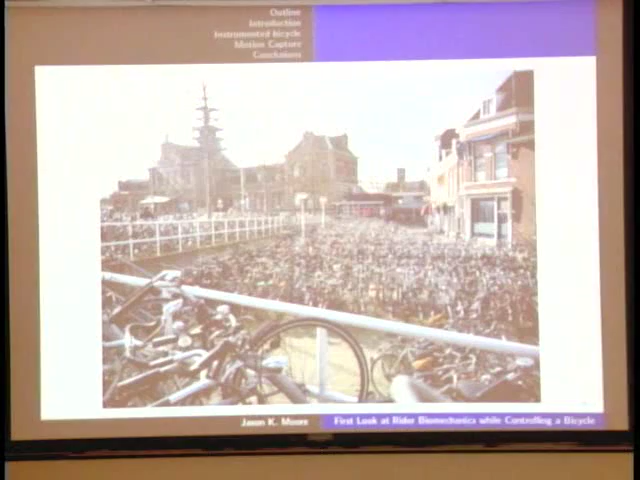 Outline
Introduction
Instrumented bicycle
Motion Capture
Conclusions
Jason K. Moore
First Look at Rider Biomechanics while Controlling a Bicycle